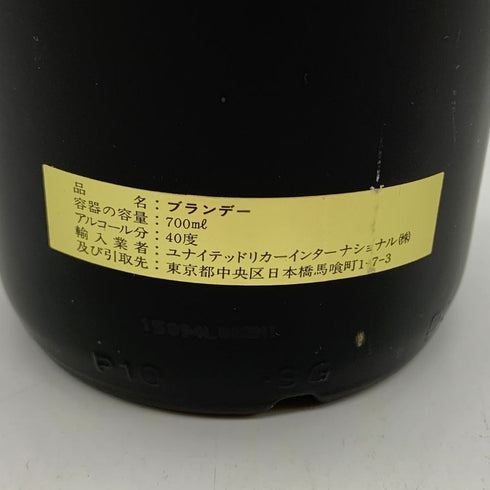 品名：ブランデー
容器の容量：700mℓ
アルコール分：40度
輸入業者：ユナイテッドリカーインターナショナル㈱
及び引取先：東京都中央区日本橋馬喰町1-7-3